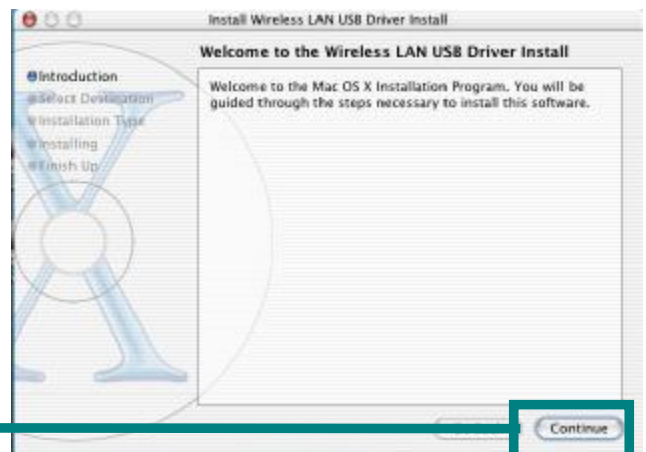 Install Wireless LAN USB Driver Install
Welcome to the Wireless LAN USB Driver Install
Introduction
Select Destination
Installation Type
Installing
Finish Up
Welcome to the Mac OS X Installation Program. You will be
guided through the steps necessary to install this software.
Continue